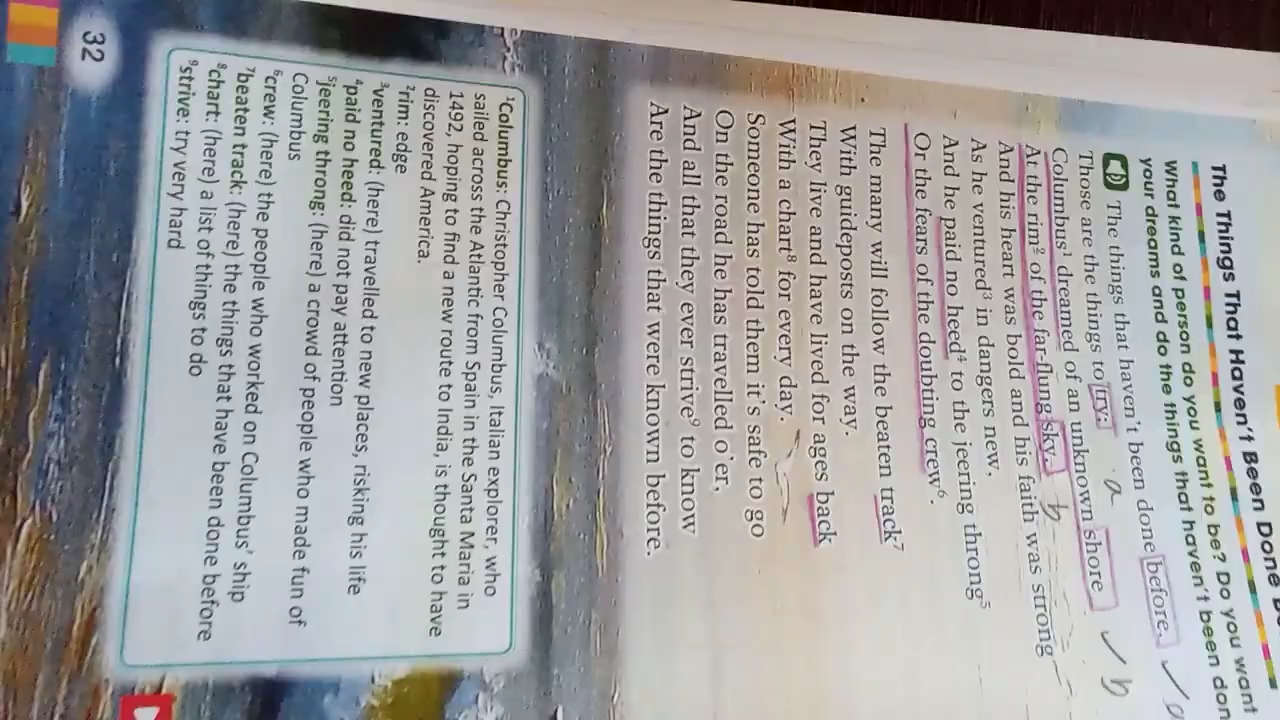 The Things That Haven't Been Done
What kind of person do you want to be? Do you want
your dreams and do the things that haven't been
The things that haven't been done before. a
Those are the things to try; a
Columbus¹ dreamed of an unknown shore b
At the rim² of the far-flung sky. b
And his heart was bold and his faith was strong
As he ventured³ in dangers new.
And he paid no heed⁴ to the jeering throng⁵
Or the fears of the doubting crew⁶.
The many will follow the beaten track⁷
With guideposts on the way.
They live and have lived for ages back
With a chart⁸ for every day.
Someone has told them it's safe to go
On the road he has travelled o'er,
And all that they ever strive⁹ to know
Are the things that were known before.
¹Columbus: Christopher Columbus, Italian explorer, who
sailed across the Atlantic from Spain in the Santa Maria in
1492, hoping to find a new route to India, is thought to have
discovered America.
²rim: edge
³ventured: (here) travelled to new places, risking his life
⁴paid no heed: did not pay attention
⁵jeering throng: (here) a crowd of people who made fun of
Columbus
⁶crew: (here) the people who worked on Columbus' ship
⁷beaten track: (here) the things that have been done before
⁸chart: (here) a list of things to do
⁹strive: try very hard
32